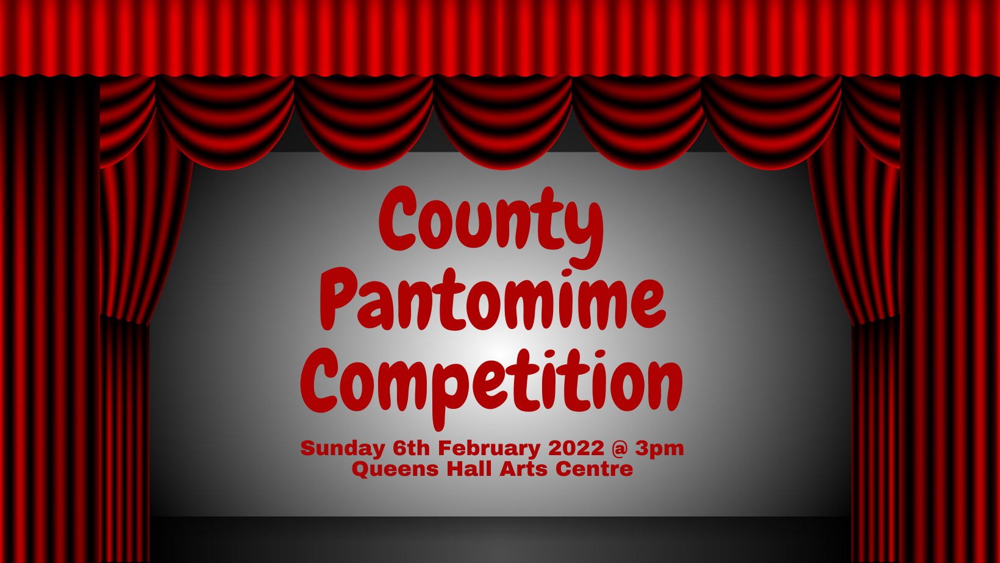 County
Pantomime
Competition
Sunday 6th February 2022 @ 3pm
Queens Hall Arts Centre